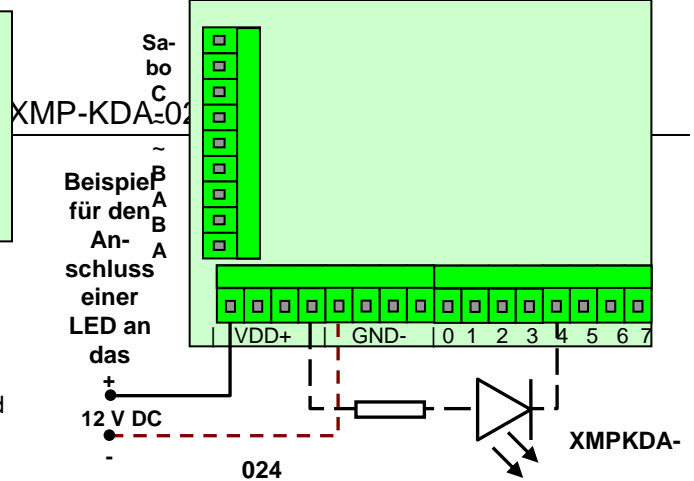 Sa-
bo
C
~
~
B
A
B
A
XMP-KDA-02
Beispiel
für den
An-
schluss
einer
LED an
das
VDD+ GND- 0 1 2 3 4 5 6 7
+
12 V DC
-
024
XMPKDA-